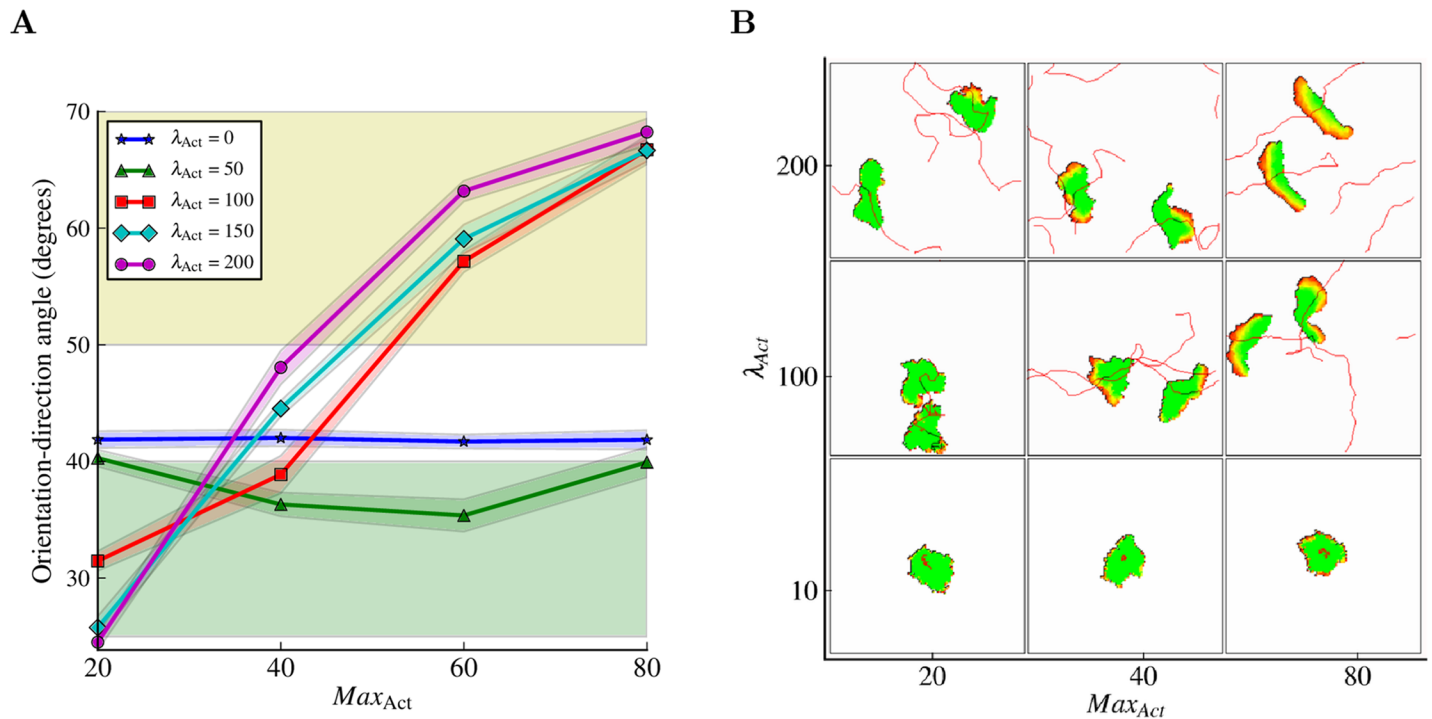 A
B
70
60
50
40
30
Orientation-direction angle (degrees)
λAct = 0
λAct = 50
λAct = 100
λAct = 150
λAct = 200
20
40
60
80
MaxAct
200
100
10
λAct
20
40
80
MaxAct